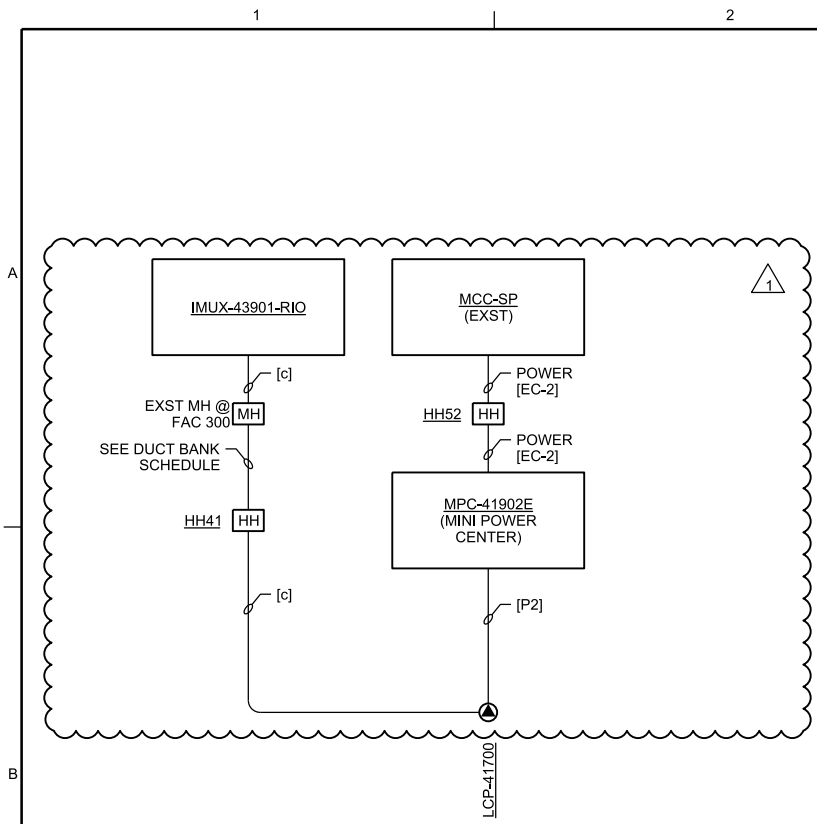 1
2
A
IMUX-43901-RIO
MCC-SP
(EXST)
1
[c]
POWER
[EC-2]
EXST MH @
FAC 300
MH
HH52
HH
SEE DUCT BANK
SCHEDULE
POWER
[EC-2]
HH41
HH
MPC-41902E
(MINI POWER
CENTER)
[c]
[P2]
B
LCP-41700